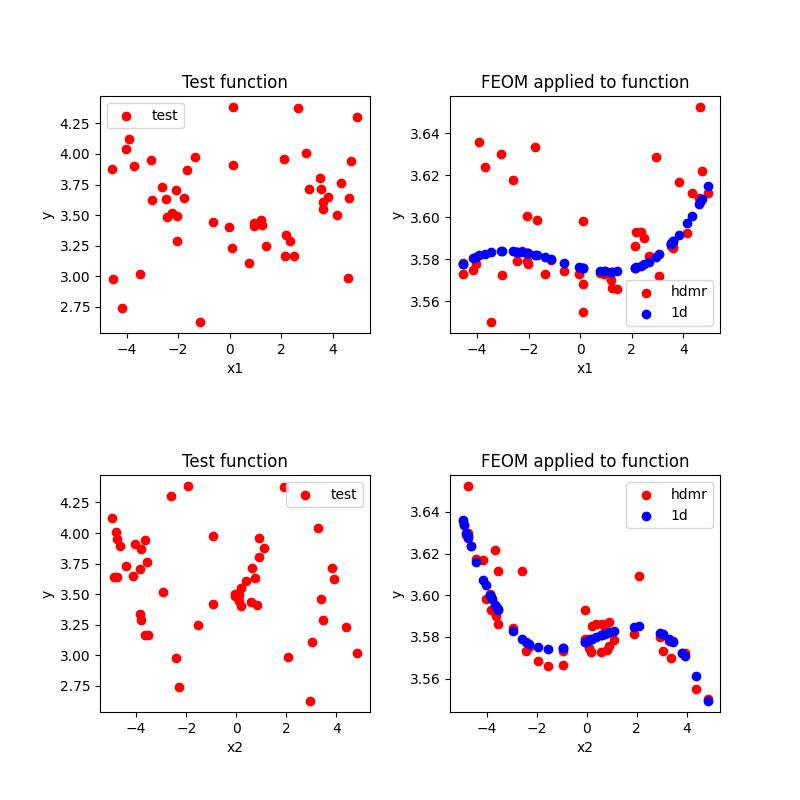 Test function
FEOM applied to function
test
4.25
4.00
3.75
3.50
3.25
3.00
2.75
y
−4
−2
0
2
4
x1
3.64
3.62
3.60
3.58
3.56
y
hdmr
1d
−4
−2
0
2
4
x1
Test function
FEOM applied to function
test
4.25
4.00
3.75
3.50
3.25
3.00
2.75
y
−4
−2
0
2
4
x2
hdmr
1d
3.64
3.62
3.60
3.58
3.56
y
−4
−2
0
2
4
x2